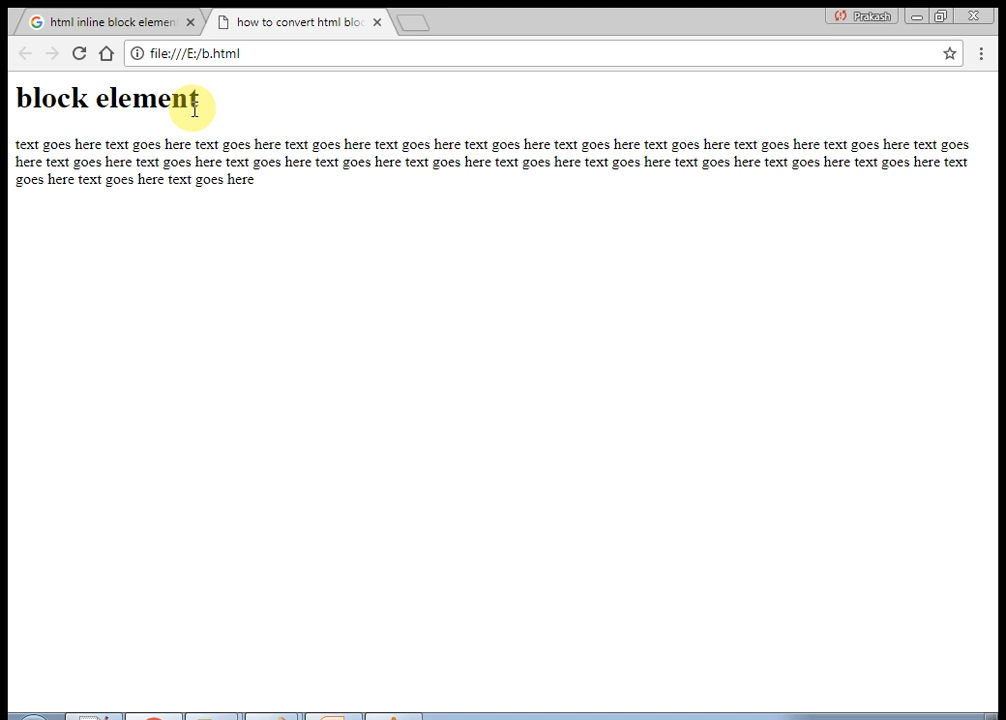 html inline block elemen
how to convert html bloc
Prakash
file:///E:/b.html
block element
text goes here text goes here text goes here text goes here text goes here text goes here text goes here text goes here text goes here text goes here text goes
here text goes here text goes here text goes here text goes here text goes here text goes here text goes here text goes here text goes here text goes here text
goes here text goes here text goes here